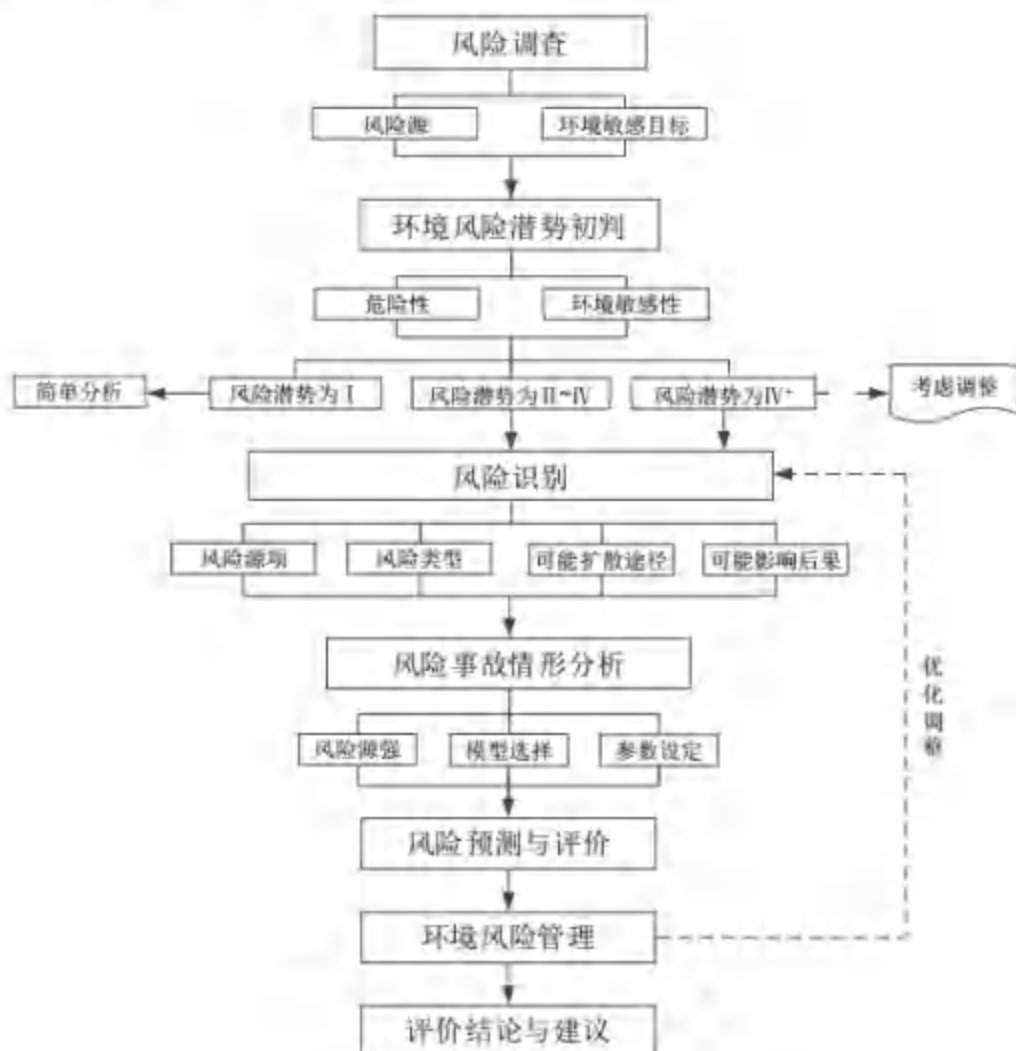 风险调查
风险源
环境敏感目标
环境风险潜势初判
危险性
环境敏感性
简单分析
风险潜势为Ⅰ
风险潜势为Ⅱ~Ⅳ
风险潜势为Ⅳ+
考虑调整
风险识别
风险源项
风险类型
可能扩散途径
可能影响后果
风险事故情形分析
优化调整
风险源强
模型选择
参数设定
风险预测与评价
环境风险管理
评价结论与建议